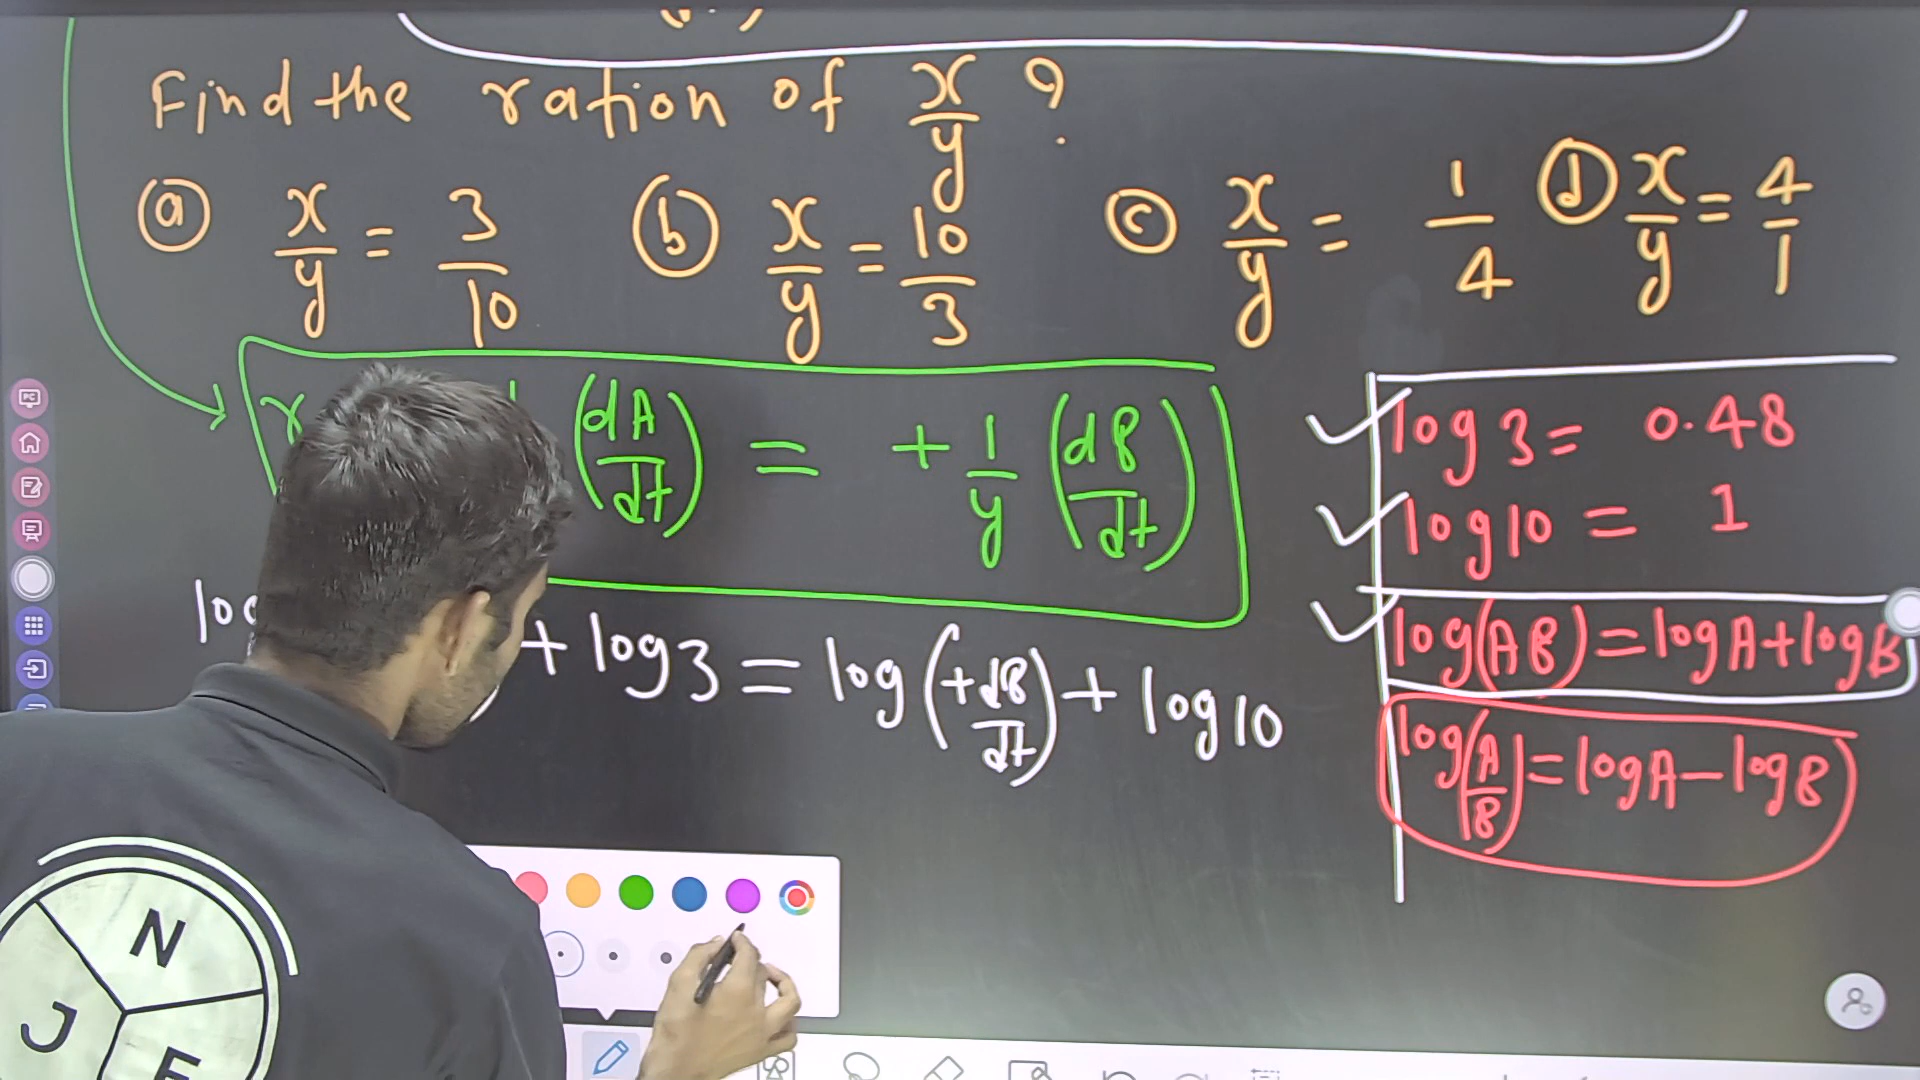 Find the ration of x/y ?
(a) x/y = 3/10 (b) x/y = 10/3 (c) x/y = 1/4 (d) x/y = 4/1
(dA/dt) = + 1/y (dB/dt)
log 3 = 0.48
log 10 = 1
+ log 3 = log (+dB/dt) + log 10
log(AB) = log A + log B
log(A/B) = log A - log B
N
J
PC